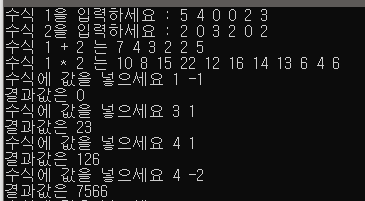 수식 1을 입력하세요 : 5 4 0 0 2 3
수식 2을 입력하세요 : 2 0 3 2 0 2
수식 1 + 2 는 7 4 3 2 2 5
수식 1 * 2 는 10 8 15 22 12 16 14 13 6 4 6
수식에 값을 넣으세요 1 -1
결과값은 0
수식에 값을 넣으세요 3 1
결과값은 23
수식에 값을 넣으세요 4 1
결과값은 126
수식에 값을 넣으세요 4 -2
결과값은 7566